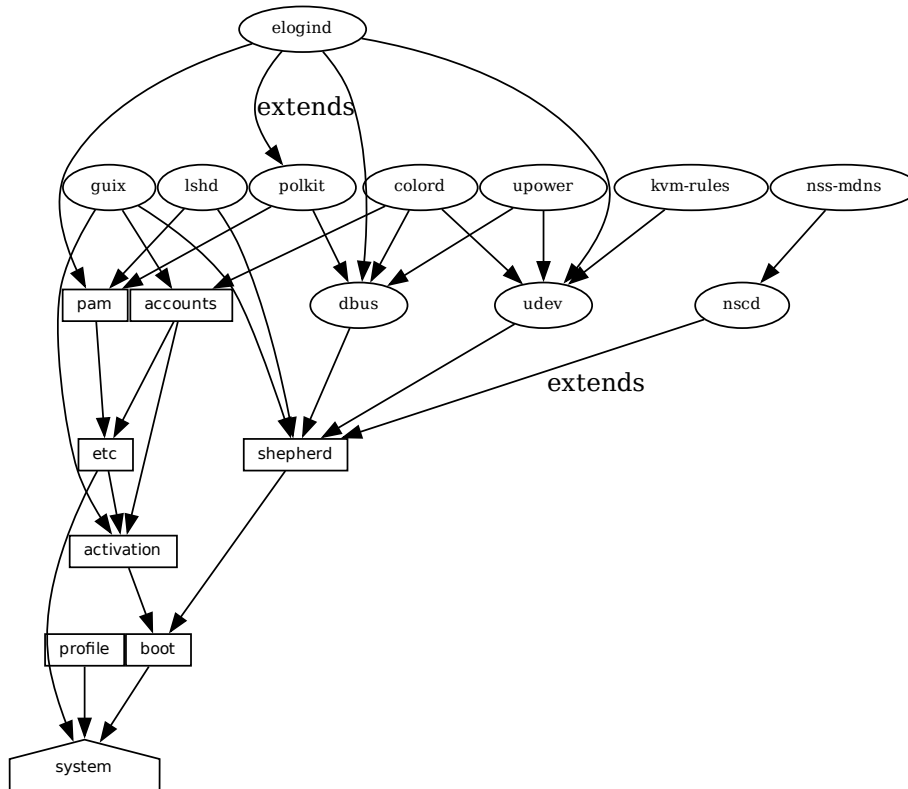 elogind
extends
guix
lshd
polkit
colord
upower
kvm-rules
nss-mdns
pam
accounts
dbus
udev
nscd
extends
etc
shepherd
activation
profile
boot
system